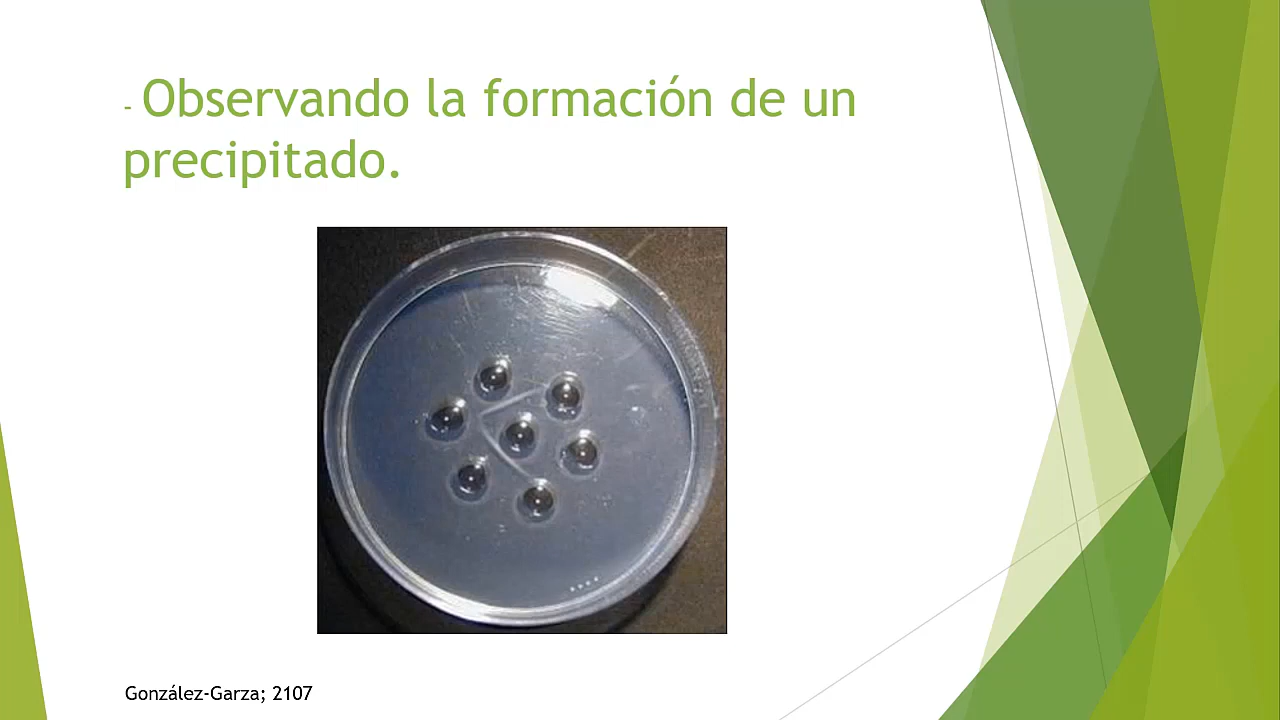 - Observando la formación de un
precipitado.
González-Garza; 2107